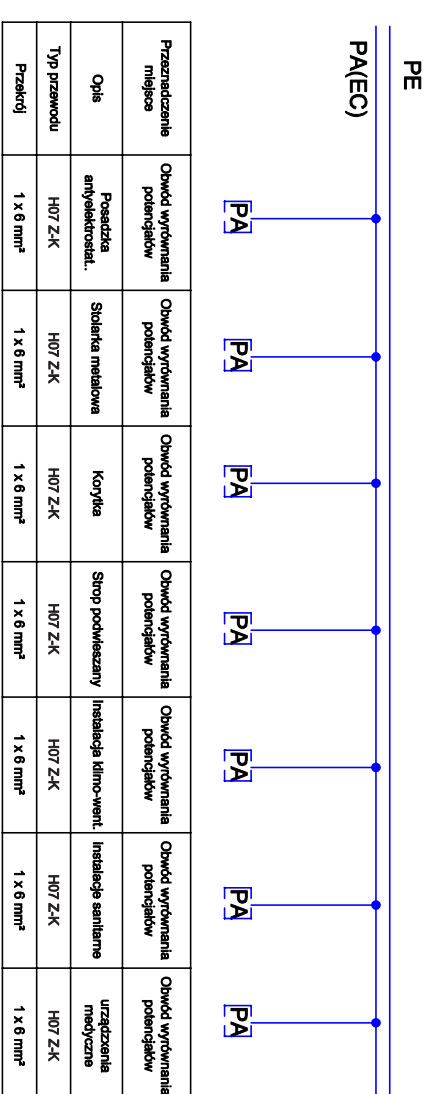 PE
PA(EC)
PA PA PA PA PA PA PA
Przeznaczenie miejsce
Obwód wyrównania potencjałów
Obwód wyrównania potencjałów
Obwód wyrównania potencjałów
Obwód wyrównania potencjałów
Obwód wyrównania potencjałów
Obwód wyrównania potencjałów
Obwód wyrównania potencjałów
Opis
Posadzka antyelektrostat..
Stolarka metalowa
Korytka
Strop podwieszany
Instalacja klimo-went.
Instalacje sanitarne
urządzxenia medyczne
Typ przewodu H07 Z-K H07 Z-K H07 Z-K H07 Z-K H07 Z-K H07 Z-K H07 Z-K
Przekrój 1 x 6 mm² 1 x 6 mm² 1 x 6 mm² 1 x 6 mm² 1 x 6 mm² 1 x 6 mm² 1 x 6 mm²